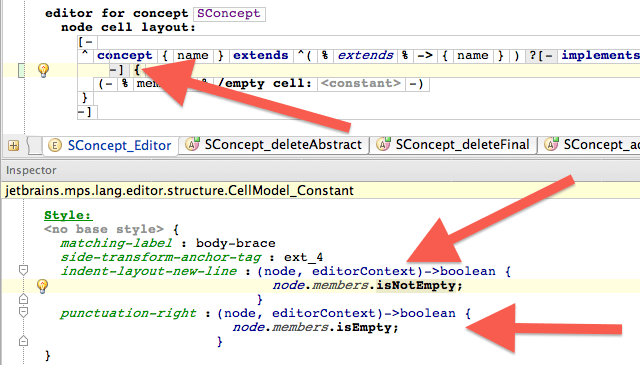 editor for concept SConcept
node cell layout:
[-
^ concept { name } extends ^( % extends % -> { name } ) ?[- implements
-] {
(- % mem % /empty cell: <constant> -)
}
-]
SConcept_Editor SConcept_deleteAbstract SConcept_deleteFinal SConcept_ad
Inspector
jetbrains.mps.lang.editor.structure.CellModel_Constant
Style:
<no base style> {
matching-label : body-brace
side-transform-anchor-tag : ext_4
indent-layout-new-line : (node, editorContext)->boolean {
node.members.isNotEmpty;
}
punctuation-right : (node, editorContext)->boolean {
node.members.isEmpty;
}
}